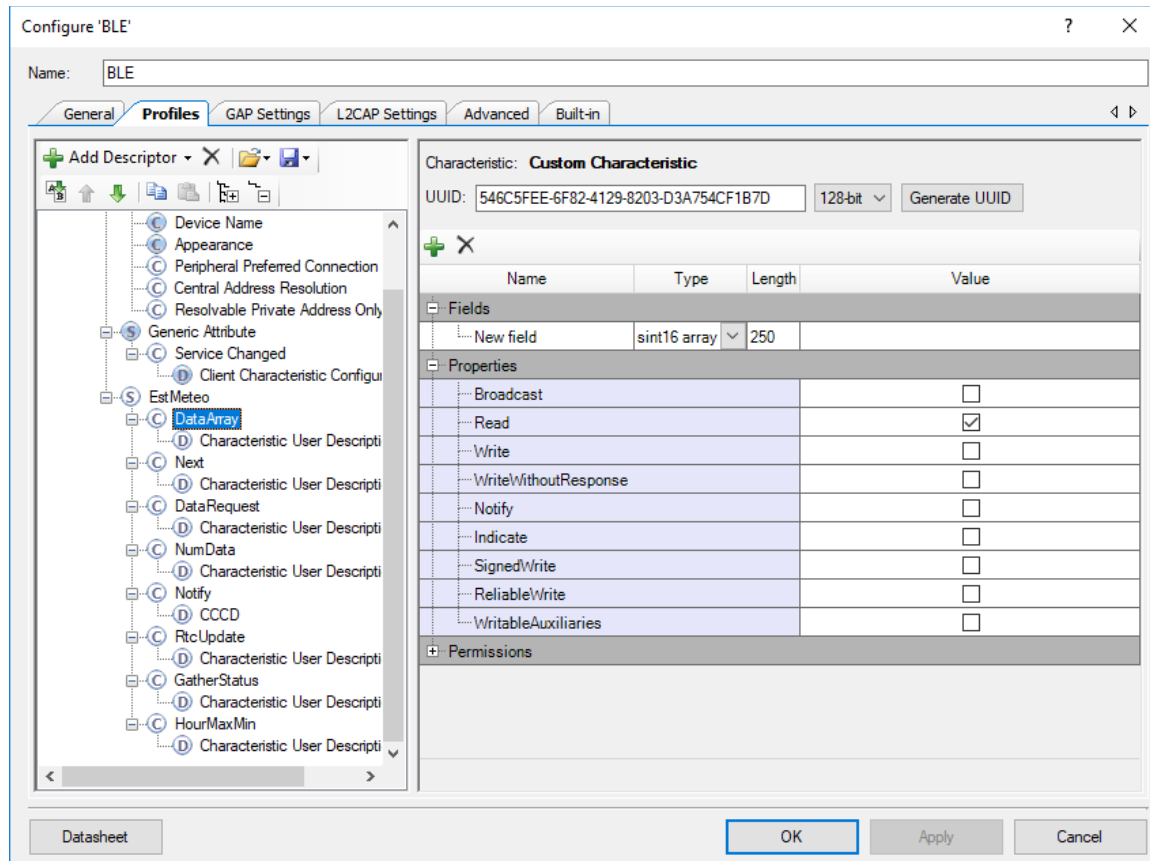 Configure 'BLE'
?
Name: BLE
General Profiles GAP Settings L2CAP Settings Advanced Built-in
Add Descriptor
Device Name
Appearance
Peripheral Preferred Connection
Central Address Resolution
Resolvable Private Address Only
Generic Attribute
Service Changed
Client Characteristic Configur
EstMeteo
DataArray
Characteristic User Descripti
Next
Characteristic User Descripti
DataRequest
Characteristic User Descripti
NumData
Characteristic User Descripti
Notify
CCCD
RtcUpdate
Characteristic User Descripti
GatherStatus
Characteristic User Descripti
HourMaxMin
Characteristic User Descripti
Characteristic: Custom Characteristic
UUID: 546C5FEE-6F82-4129-8203-D3A754CF1B7D 128-bit Generate UUID
Name Type Length Value
Fields
New field sint16 array 250
Properties
Broadcast
Read
Write
WriteWithoutResponse
Notify
Indicate
SignedWrite
ReliableWrite
WritableAuxiliaries
Permissions
Datasheet OK Apply Cancel